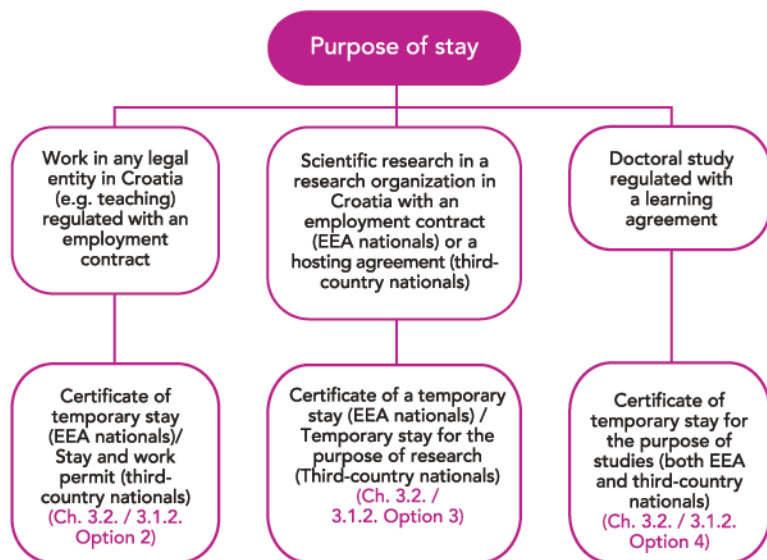 Purpose of stay
Work in any legal
entity in Croatia
(e.g. teaching)
regulated with an
employment
contract
Scientific research in a
research organization in
Croatia with an
employment contract
(EEA nationals) or a
hosting agreement (third-
country nationals)
Doctoral study
regulated with
a learning
agreement
Certificate of
temporary stay
(EEA nationals)/
Stay and work
permit (third-
country nationals)
(Ch. 3.2. / 3.1.2.
Option 2)
Certificate of a temporary
stay (EEA nationals) /
Temporary stay for the
purpose of research
(Third-country nationals)
(Ch. 3.2. /
3.1.2. Option 3)
Certificate of
temporary stay for
the purpose of
studies (both EEA
and third-country
nationals)
(Ch. 3.2. / 3.1.2.
Option 4)